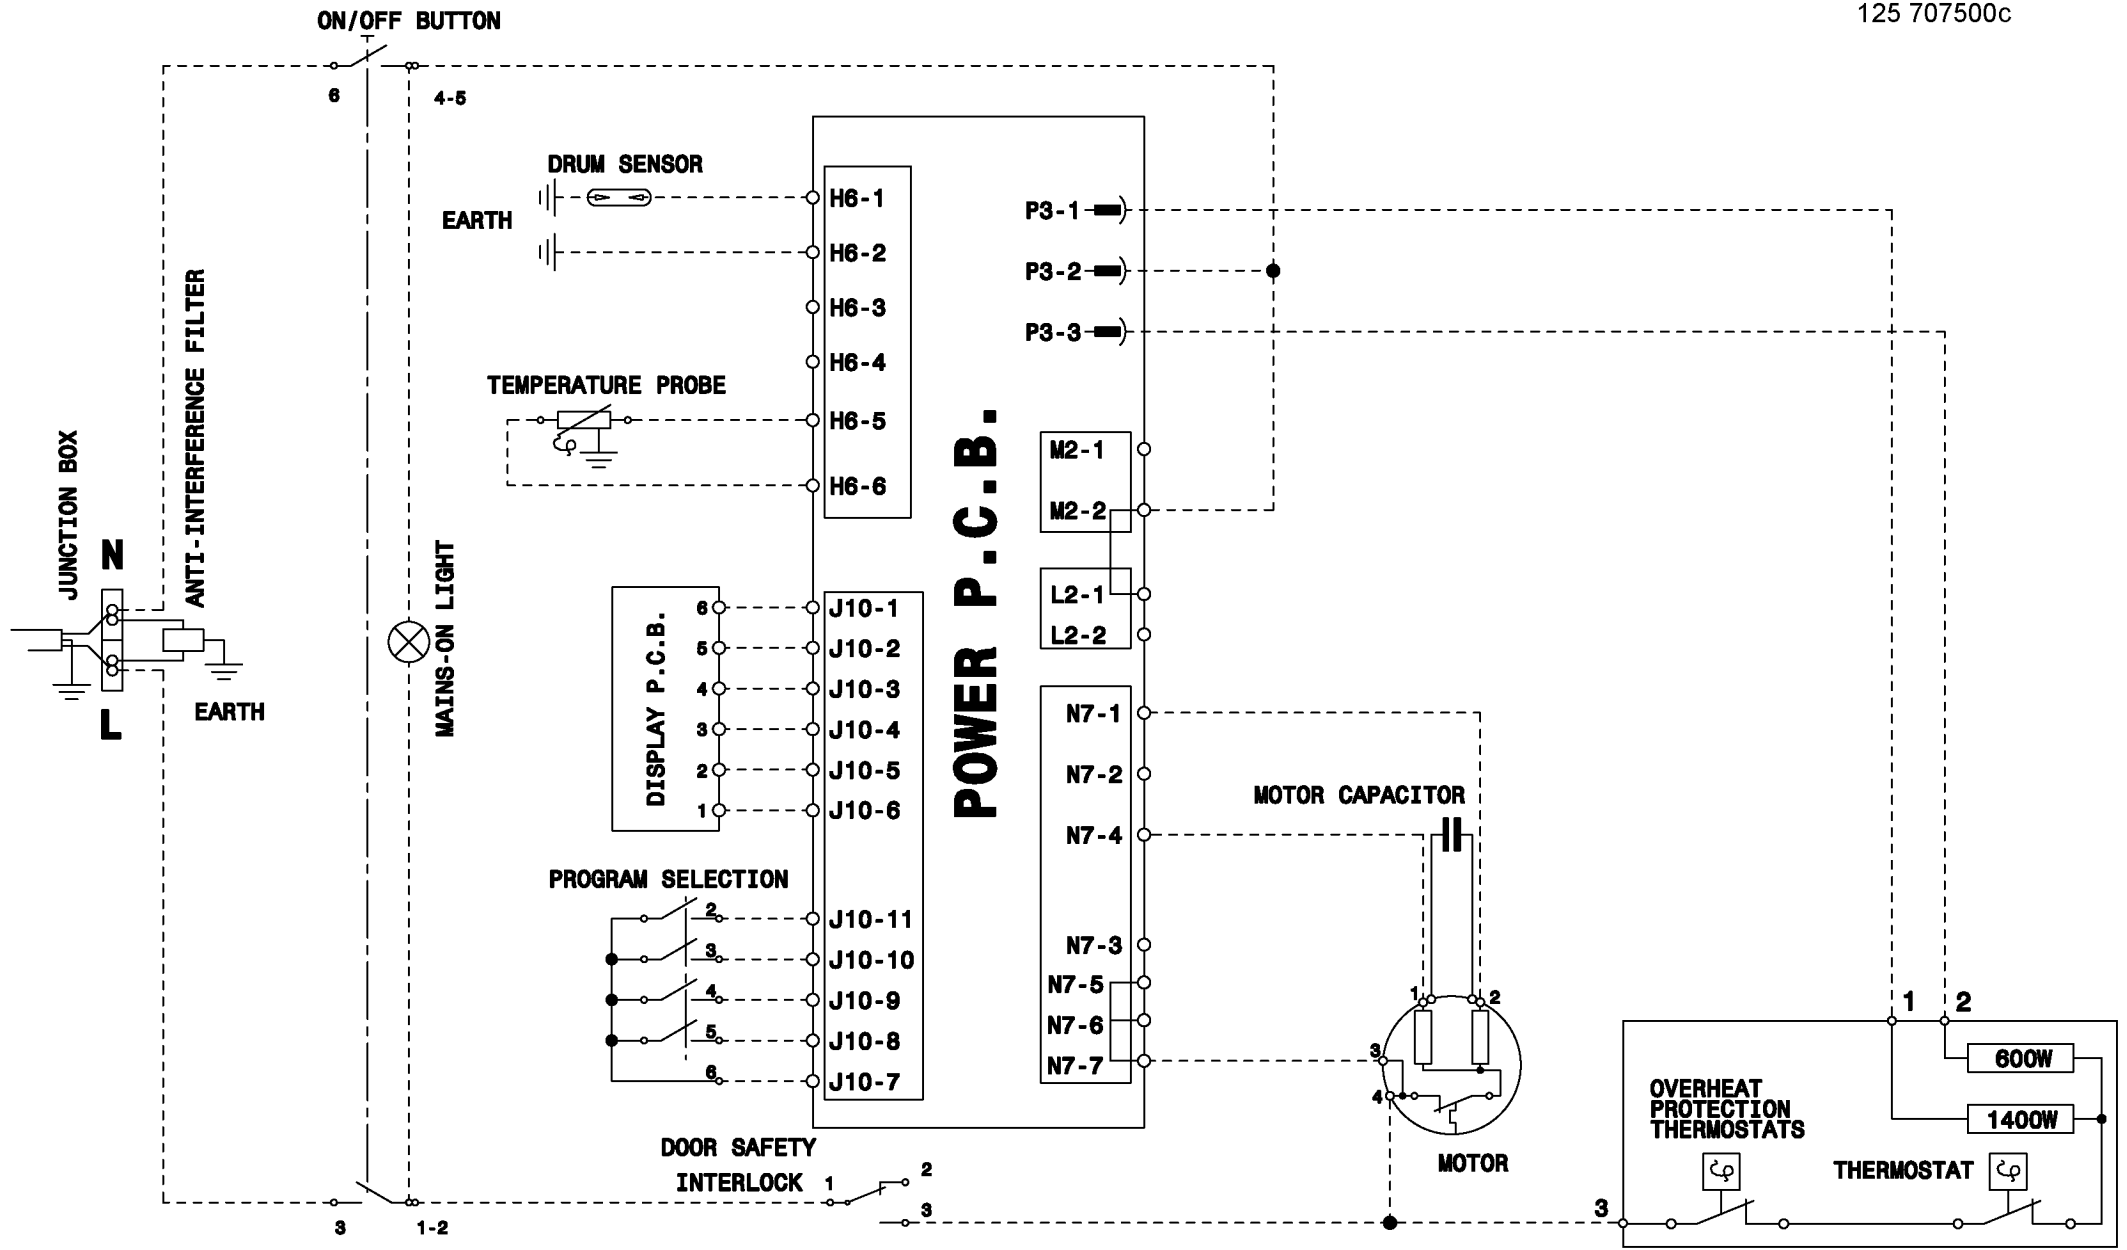 125 707500c
ON/OFF BUTTON
6
4-5
DRUM SENSOR
EARTH
H6-1
H6-2
H6-3
H6-4
TEMPERATURE PROBE
H6-5
H6-6
P3-1
P3-2
P3-3
POWER P.C.B.
M2-1
M2-2
L2-1
L2-2
JUNCTION BOX
N
L
ANTI-INTERFERENCE FILTER
EARTH
MAINS-ON LIGHT
DISPLAY P.C.B.
6
5
4
3
2
1
J10-1
J10-2
J10-3
J10-4
J10-5
J10-6
PROGRAM SELECTION
2
3
4
5
6
J10-11
J10-10
J10-9
J10-8
J10-7
N7-1
N7-2
N7-4
N7-3
N7-5
N7-6
N7-7
MOTOR CAPACITOR
1
2
3
4
MOTOR
1
2
600W
1400W
OVERHEAT
PROTECTION
THERMOSTATS
THERMOSTAT
3
DOOR SAFETY
INTERLOCK
1
2
3
3
1-2